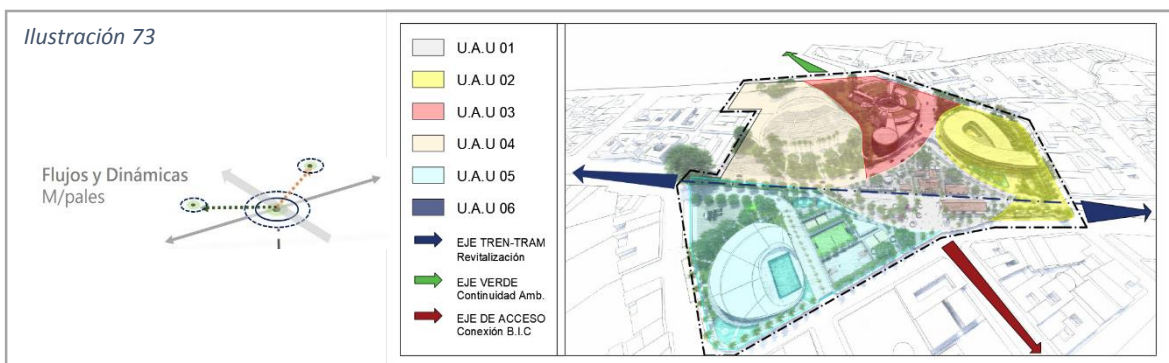 Ilustración 73
Flujos y Dinámicas
M/pales
U.A.U 01
U.A.U 02
U.A.U 03
U.A.U 04
U.A.U 05
U.A.U 06
EJE TREN-TRAM
Revitalización
EJE VERDE
Continuidad Amb.
EJE DE ACCESO
Conexión B.I.C